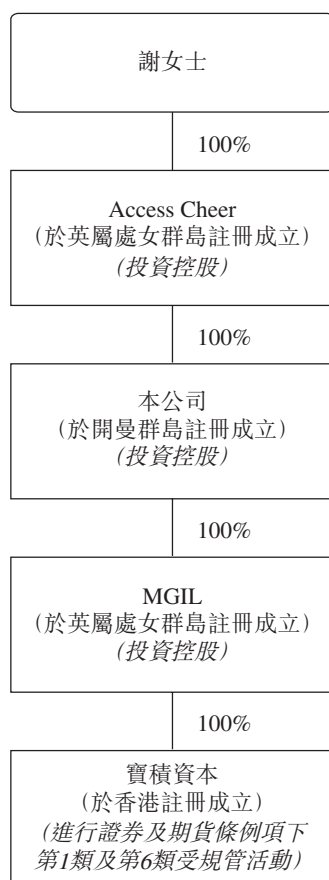 謝女士
100%
Access Cheer
（於英屬處女群島註冊成立）
（投資控股）
100%
本公司
（於開曼群島註冊成立）
（投資控股）
100%
MGIL
（於英屬處女群島註冊成立）
（投資控股）
100%
寶積資本
（於香港註冊成立）
（進行證券及期貨條例項下
第1類及第6類受規管活動）